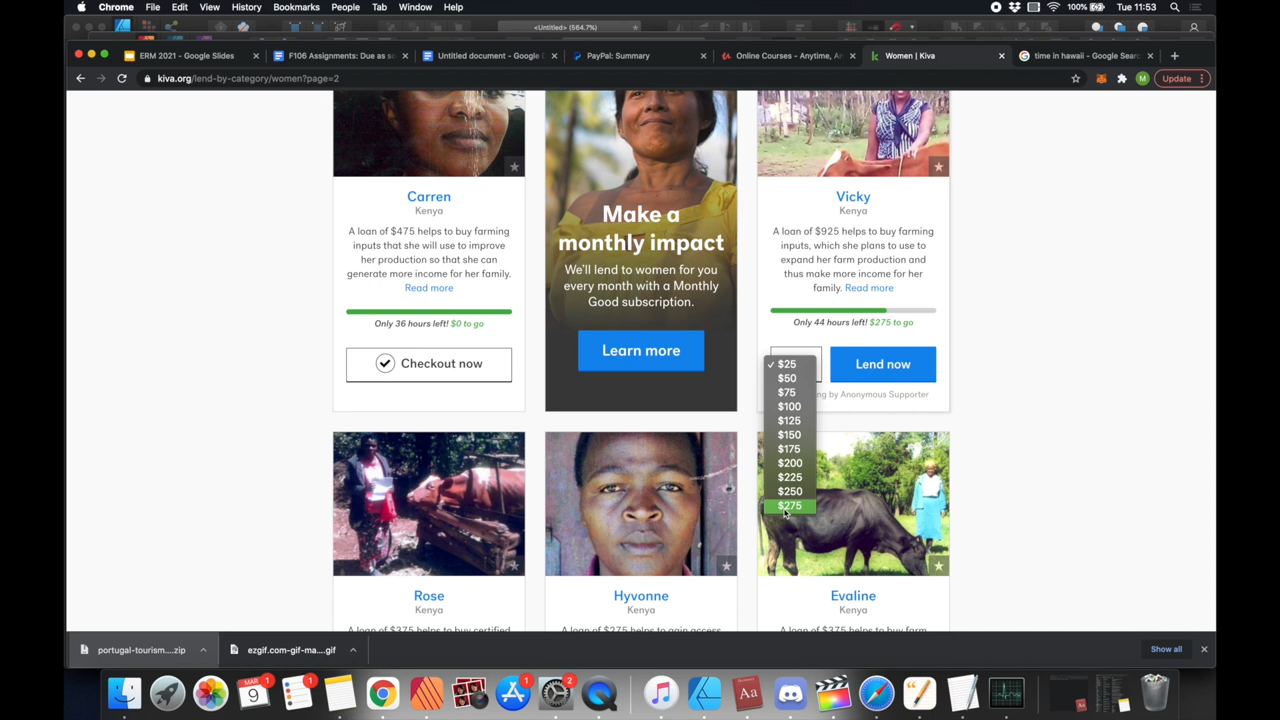 Chrome File Edit View History Bookmarks People Tab Window Help
100% Tue 11:53
<Untitled> (564.7%)
ERM 2021 - Google Slides
F106 Assignments: Due as s
Untitled document - Google
PayPal: Summary
Online Courses - Anytime, A
Women | Kiva
time in hawaii - Google Searc
kiva.org/lend-by-category/women?page=2
M
Update
Carren
Kenya
A loan of $475 helps to buy farming
inputs that she will use to improve
her production so that she can
generate more income for her family.
Read more
Only 36 hours left! $0 to go
Checkout now
Make a
monthly impact
We'll lend to women for you
every month with a Monthly
Good subscription.
Learn more
Vicky
Kenya
A loan of $925 helps to buy farming
inputs, which she plans to use to
expand her farm production and
thus make more income for her
family. Read more
Only 44 hours left! $275 to go
Lend now
ng by Anonymous Supporter
✓ $25
$50
$75
$100
$125
$150
$175
$200
$225
$250
$275
Rose
Kenya
A loan of $375 helps to buy certified
Hyvonne
Kenya
A loan of $275 helps to gain access
Evaline
Kenya
A loan of $375 helps to buy farm
portugal-tourism....zip
ezgif.com-gif-ma....gif
Show all
MAR
9
1
1
1
2
Aa